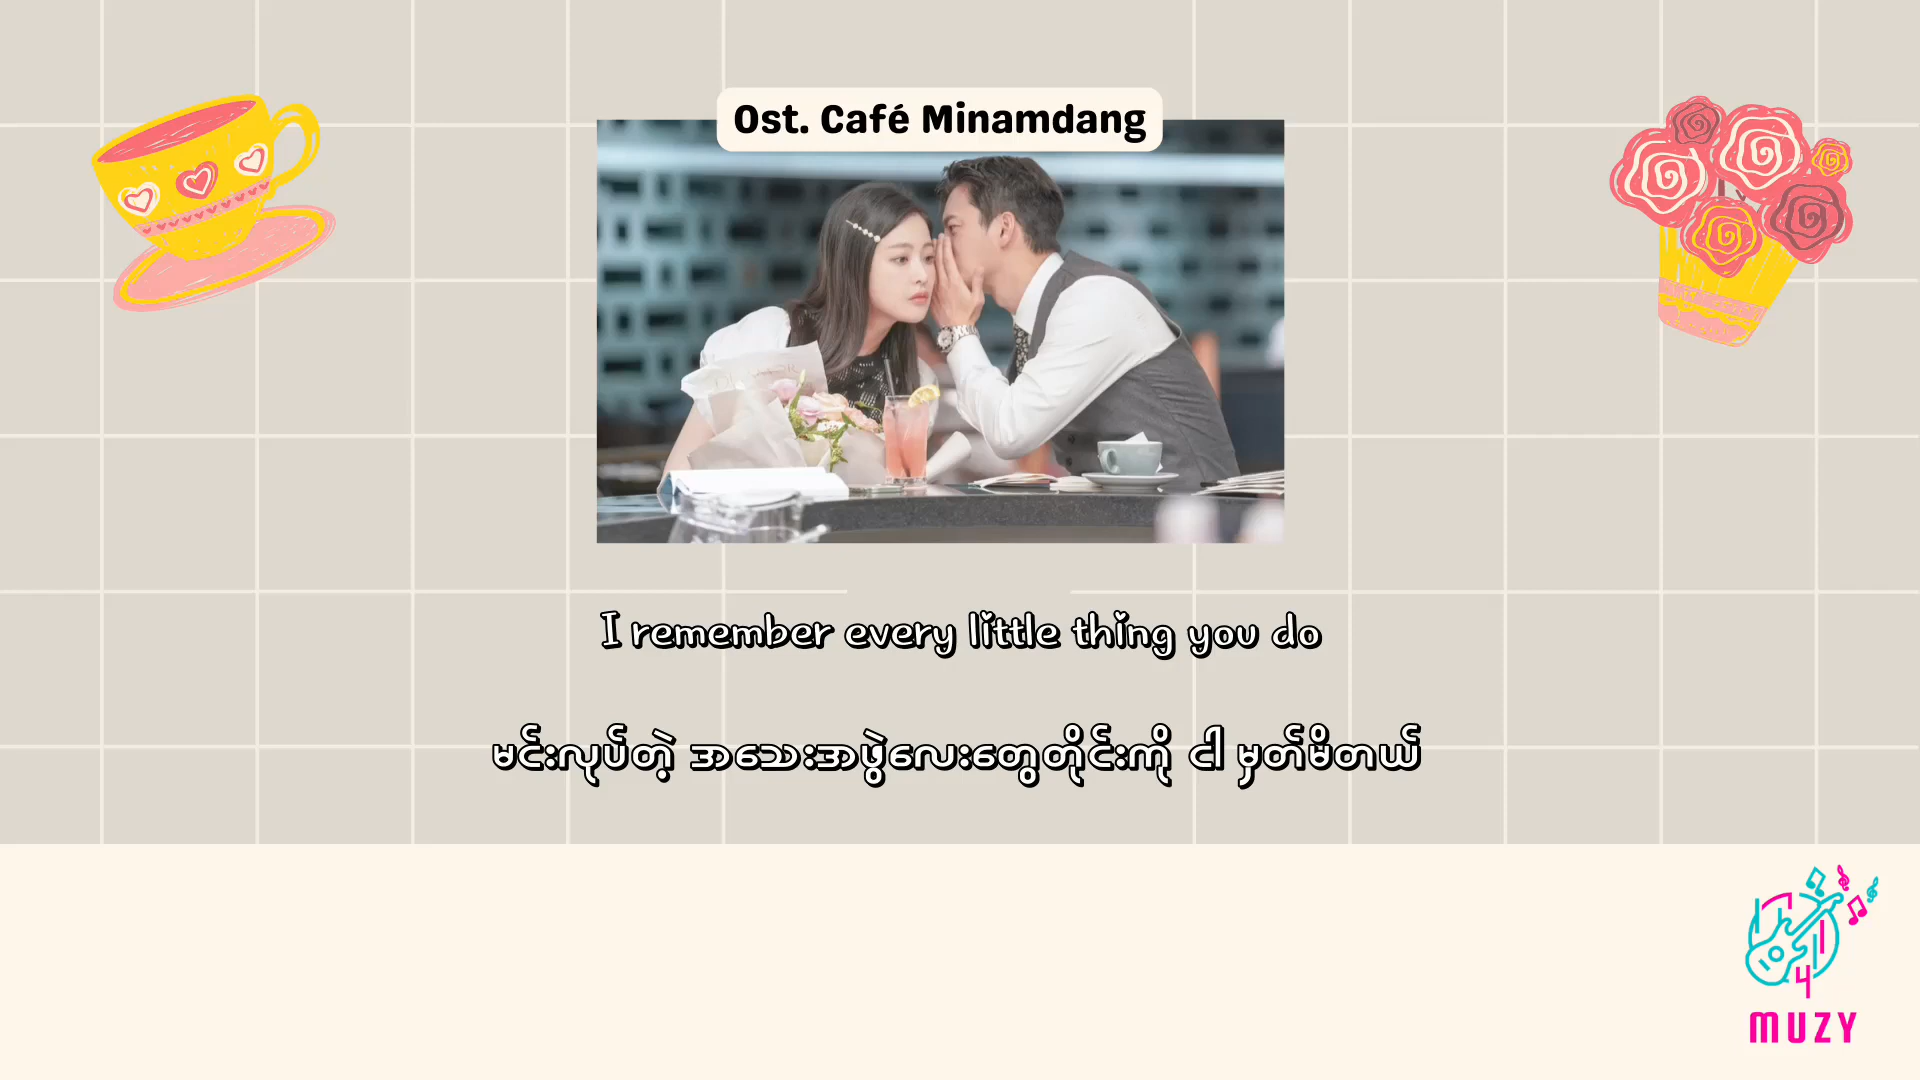 Ost. Café Minamdang
I remember every little thing you do
မင်းလုပ်တဲ့ အသေးအဖွဲလေးတွေတိုင်းကို ငါ မှတ်မိတယ်
MUZY